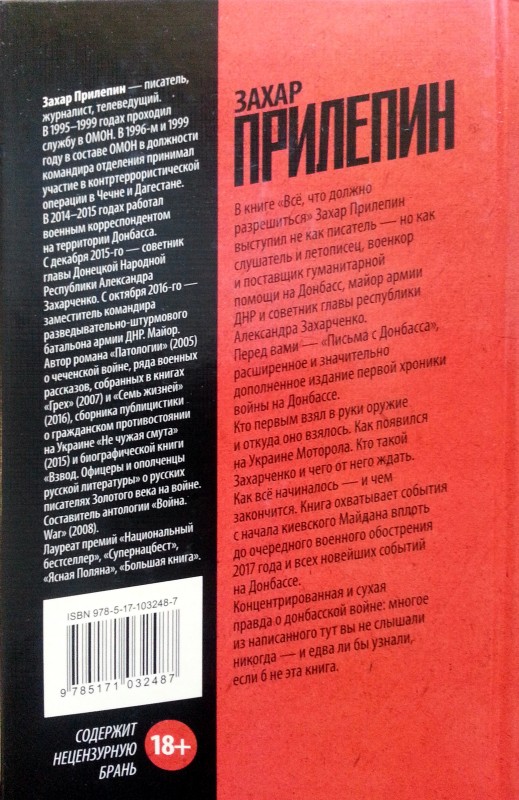 Захар Прилепин — писатель,
журналист, телеведущий.
В 1995–1999 годах проходил
службу в ОМОН. В 1996-м и 1999
году в составе ОМОН в должности
командира отделения принимал
участие в контртеррористической
операции в Чечне и Дагестане.
В 2014–2015 годах работал
военным корреспондентом
на территории Донбасса.
С декабря 2015-го — советник
главы Донецкой Народной
Республики Александра
Захарченко. С октября 2016-го —
заместитель командира
разведывательно-штурмового
батальона армии ДНР. Майор.
Автор романа «Патологии» (2005)
о чеченской войне, ряда военных
рассказов, собранных в книгах
«Грех» (2007) и «Семь жизней»
(2016), сборника публицистики
о гражданском противостоянии
на Украине «Не чужая смута»
(2015) и биографической книги
«Взвод. Офицеры и ополченцы
русской литературы» о русских
писателях Золотого века на войне.
Составитель антологии «Война.
War» (2008).
Лауреат премий «Национальный
бестселлер», «Супернацбест»,
«Ясная Поляна», «Большая книга».
ISBN 978-5-17-103248-7
9 785171 032487
СОДЕРЖИТ
НЕЦЕНЗУРНУЮ
БРАНЬ
18+
ЗАХАР
ПРИЛЕПИН
В книге «Всё, что должно
разрешиться» Захар Прилепин
выступил не как писатель — но как
слушатель и летописец, военкор
и поставщик гуманитарной
помощи на Донбасс, майор армии
ДНР и советник главы республики
Александра Захарченко.
Перед вами — «Письма с Донбасса»,
расширенное и значительно
дополненное издание первой хроники
войны на Донбассе.
Кто первым взял в руки оружие
и откуда оно взялось. Как появился
на Украине Моторола. Кто такой
Захарченко и чего от него ждать.
Как всё начиналось — и чем
закончится. Книга охватывает события
с начала киевского Майдана вплоть
до очередного военного обострения
2017 года и всех новейших событий
на Донбассе.
Концентрированная и сухая
правда о донбасской войне: многое
из написанного тут вы не слышали
никогда — и едва ли бы узнали,
если б не эта книга.